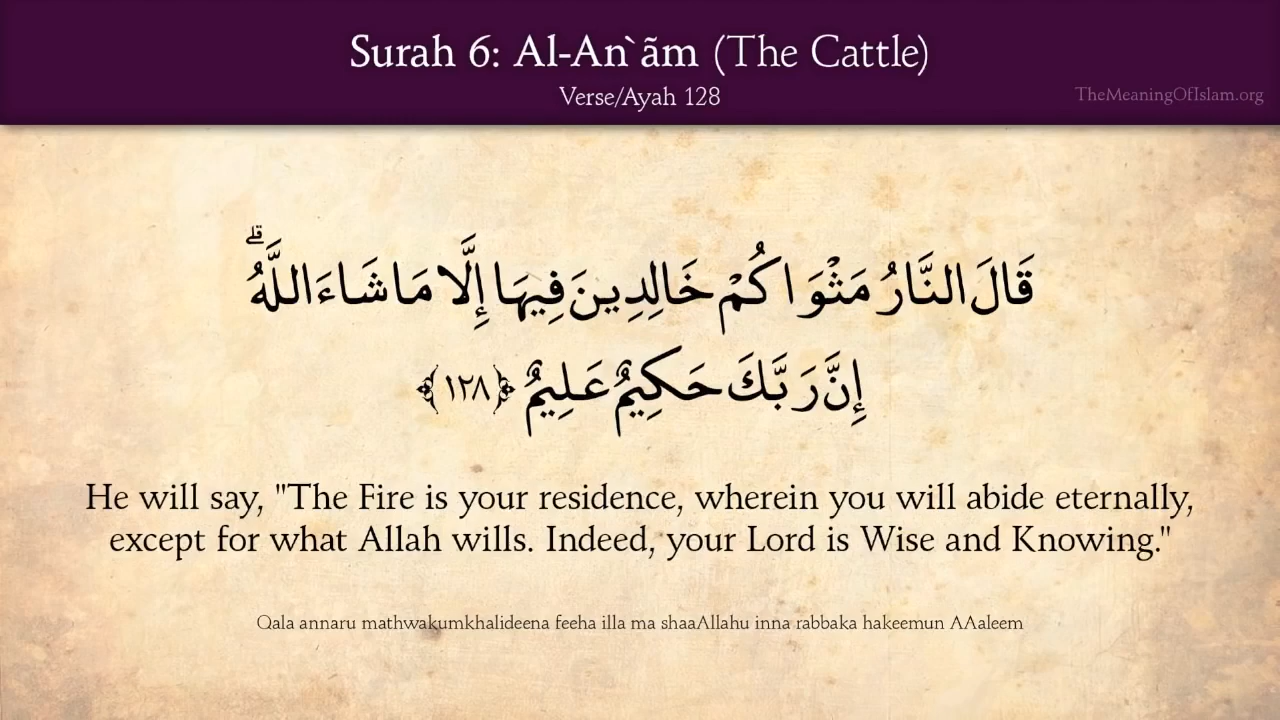 Surah 6: Al-An`ãm (The Cattle)
Verse/Ayah 128
TheMeaningOfIslam.org
قَالَ النَّارُ مَثْوَاكُمْ خَالِدِينَ فِيهَا إِلَّا مَا شَاءَ اللَّهُ ۗ
إِنَّ رَبَّكَ حَكِيمٌ عَلِيمٌ ﴿١٢٨﴾
He will say, "The Fire is your residence, wherein you will abide eternally,
except for what Allah wills. Indeed, your Lord is Wise and Knowing."
Qala annaru mathwakumkhalideena feeha illa ma shaaAllahu inna rabbaka hakeemun AAaleem